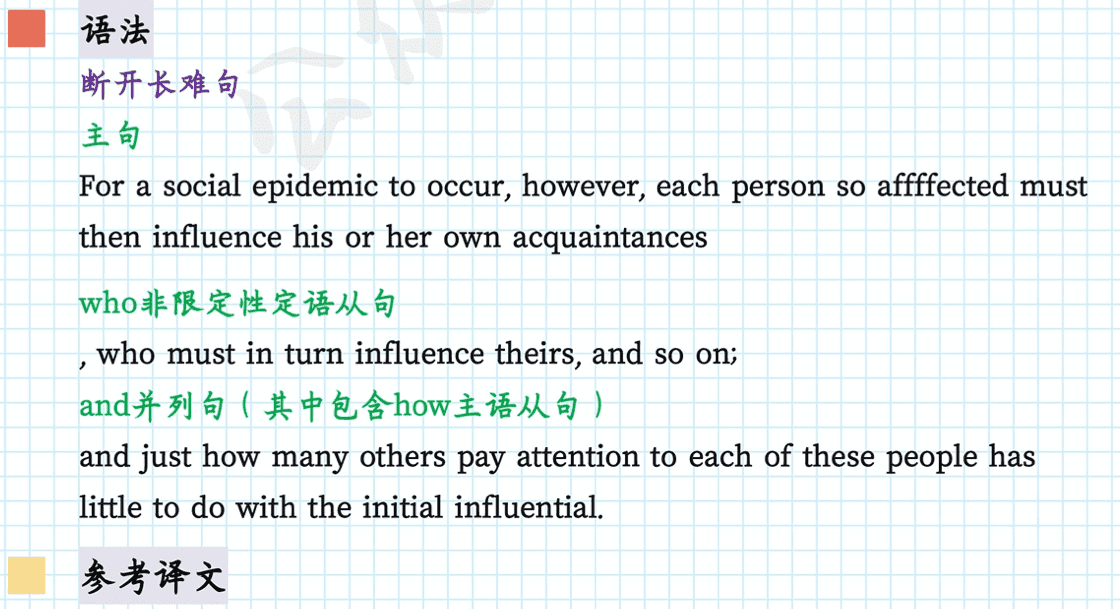 语法
断开长难句
主句
For a social epidemic to occur, however, each person so affffected must
then influence his or her own acquaintances
who非限定性定语从句
, who must in turn influence theirs, and so on;
and并列句（其中包含how主语从句）
and just how many others pay attention to each of these people has
little to do with the initial influential.
参考译文